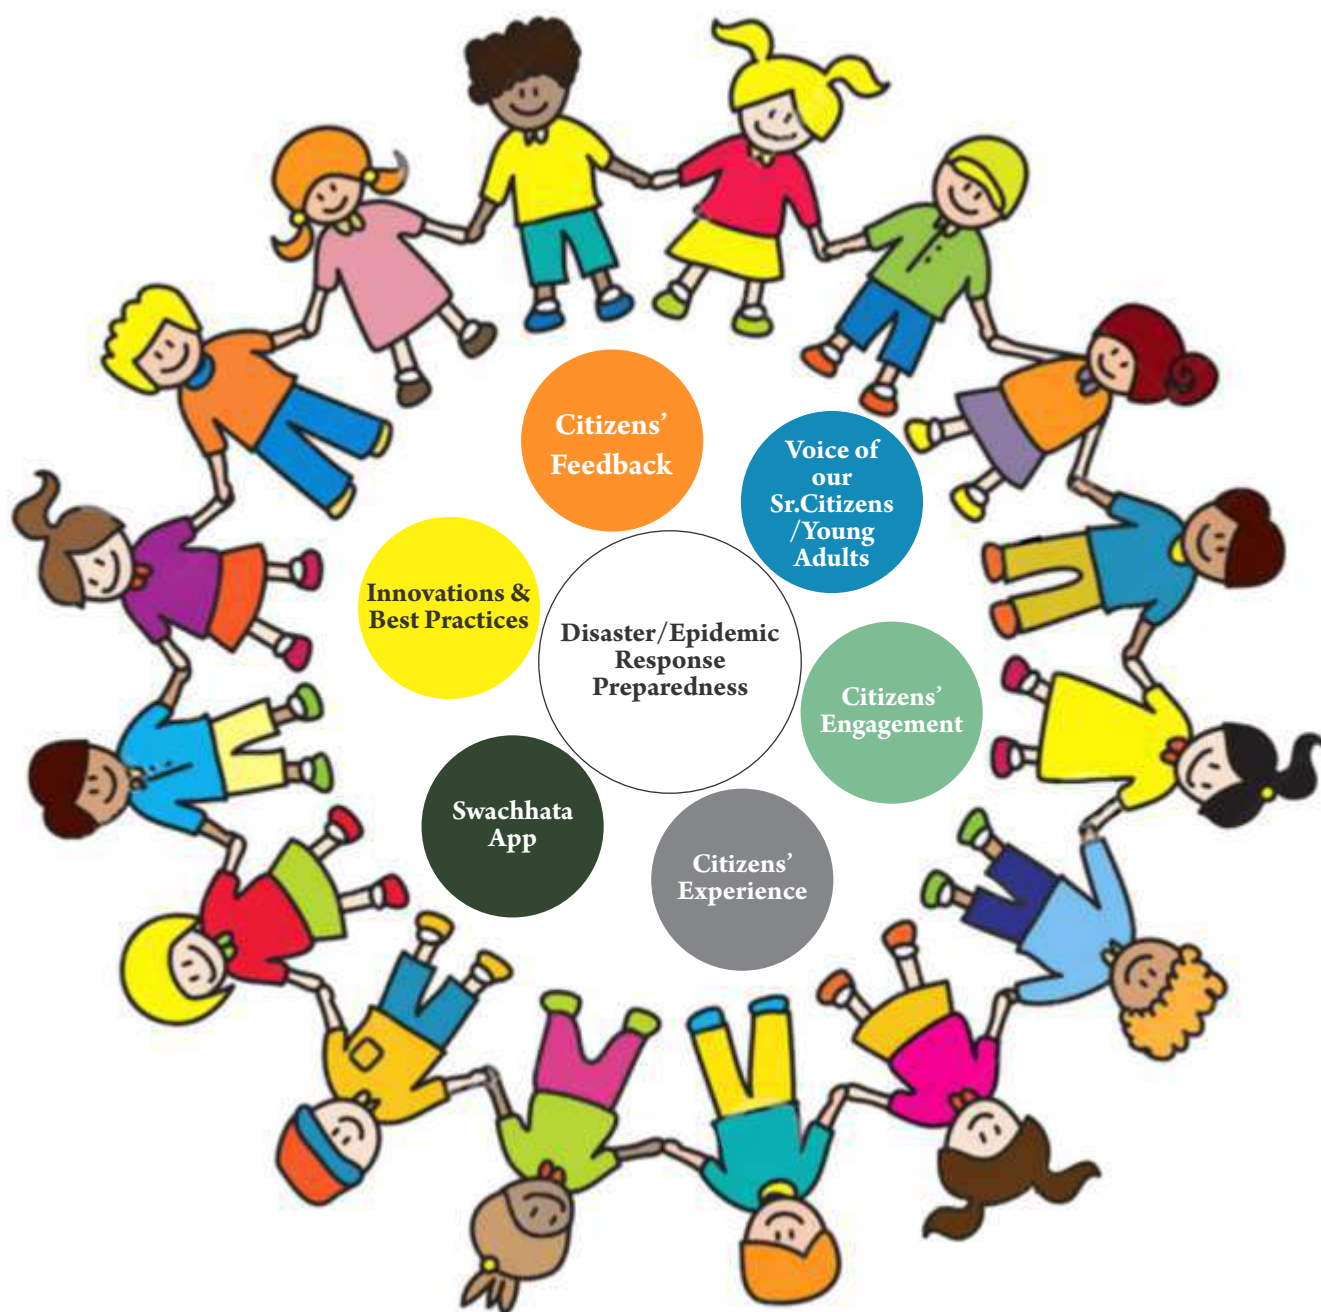 Citizens’
Feedback
Voice of
our
Sr.Citizens
/Young
Adults
Innovations &
Best Practices
Disaster/Epidemic
Response
Preparedness
Citizens’
Engagement
Swachhata
App
Citizens’
Experience